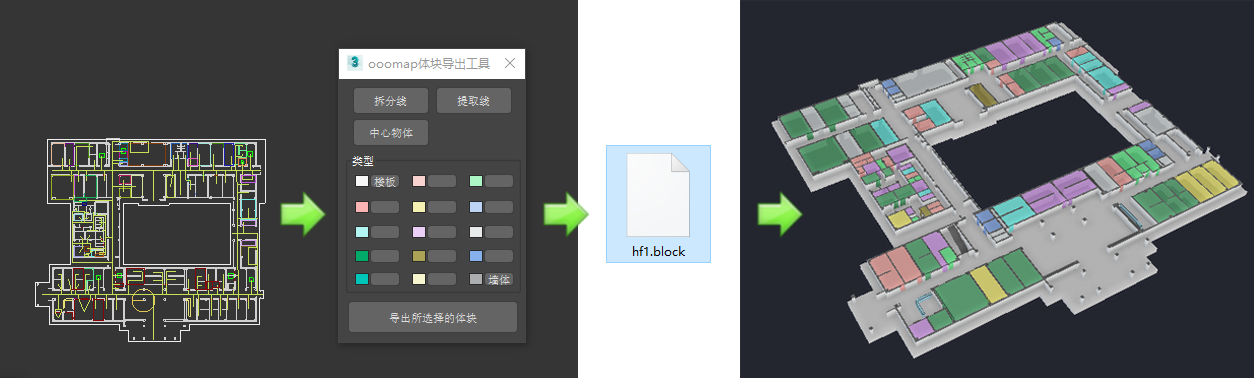 ooomap体块导出工具
拆分线
提取线
中心物体
类型
楼板
墙体
导出所选择的体块
hf1.block